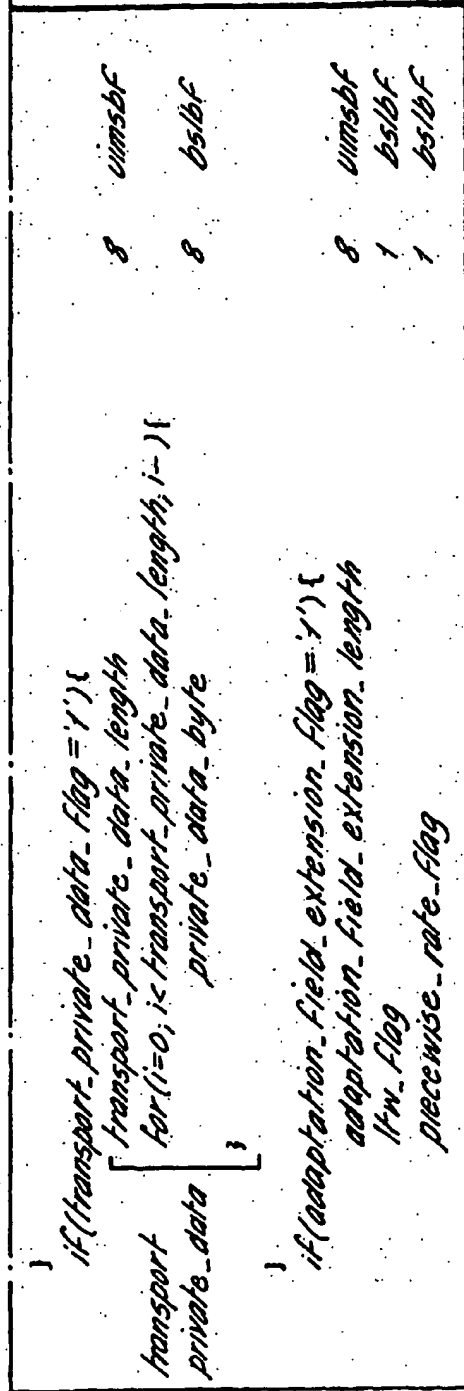 }
if(transport_private_data_flag=='1'){
transport_private_data_length 8 uimsbf
for(i=0; i<transport_private_data_length; i--){
private_data_byte 8 bslbf
}
transport
private_data
}
if(adaptation_field_extension_flag=='1'){
adaptation_field_extension_length 8 uimsbf
ltw_flag 1 bslbf
piecewise_rate_flag 1 bslbf